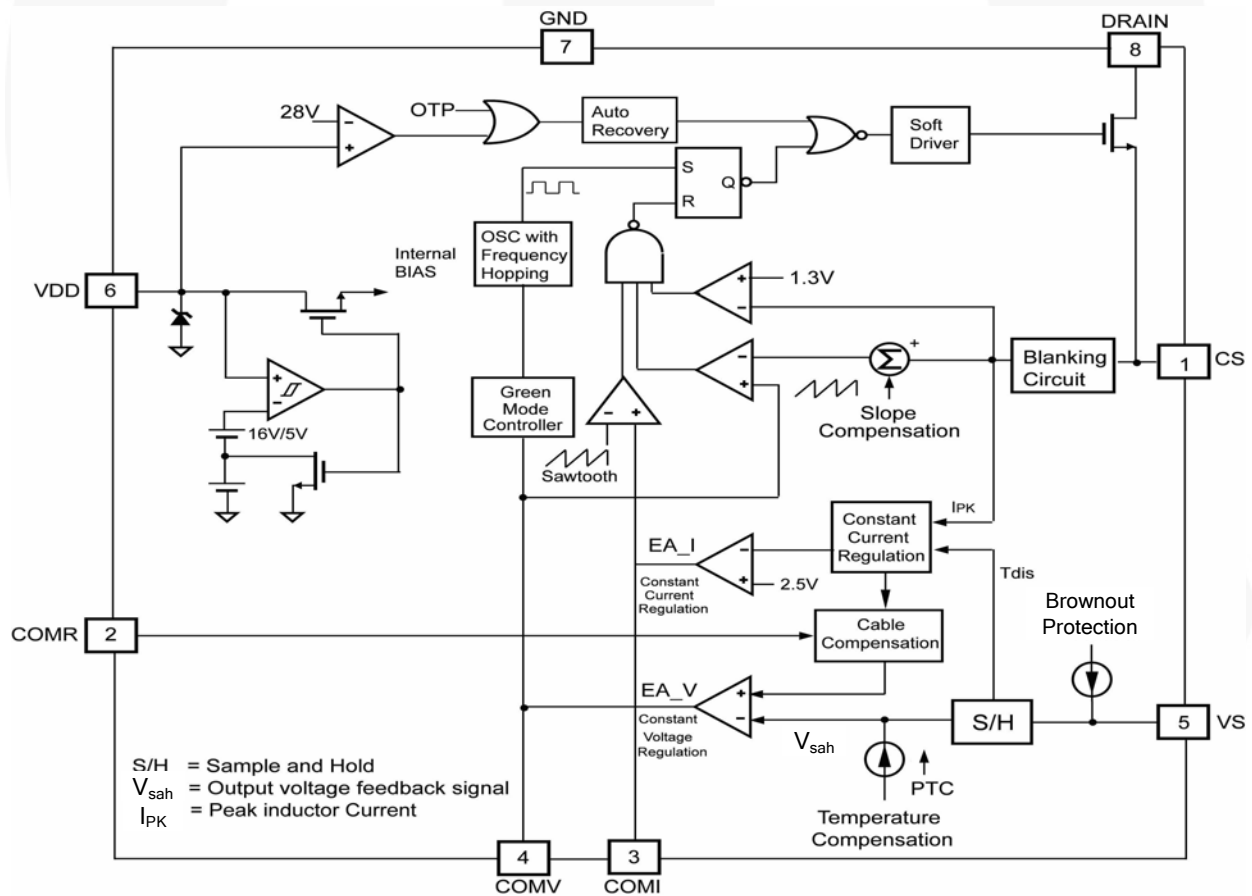 GND
7
DRAIN
8
28V
OTP
Auto
Recovery
Soft
Driver
S
Q
R
OSC with
Frequency
Hopping
Internal
BIAS
VDD
6
1.3V
16V/5V
Green
Mode
Controller
Sawtooth
Σ
+
Slope
Compensation
Blanking
Circuit
1
CS
IPK
Constant
Current
Regulation
Tdis
EA_I
Constant
Current
Regulation
2.5V
Brownout
Protection
COMR
2
Cable
Compensation
EA_V
Constant
Voltage
Regulation
Vsah
S/H
5
VS
PTC
Temperature
Compensation
S/H = Sample and Hold
Vsah = Output voltage feedback signal
IPK = Peak inductor Current
4
COMV
3
COMI